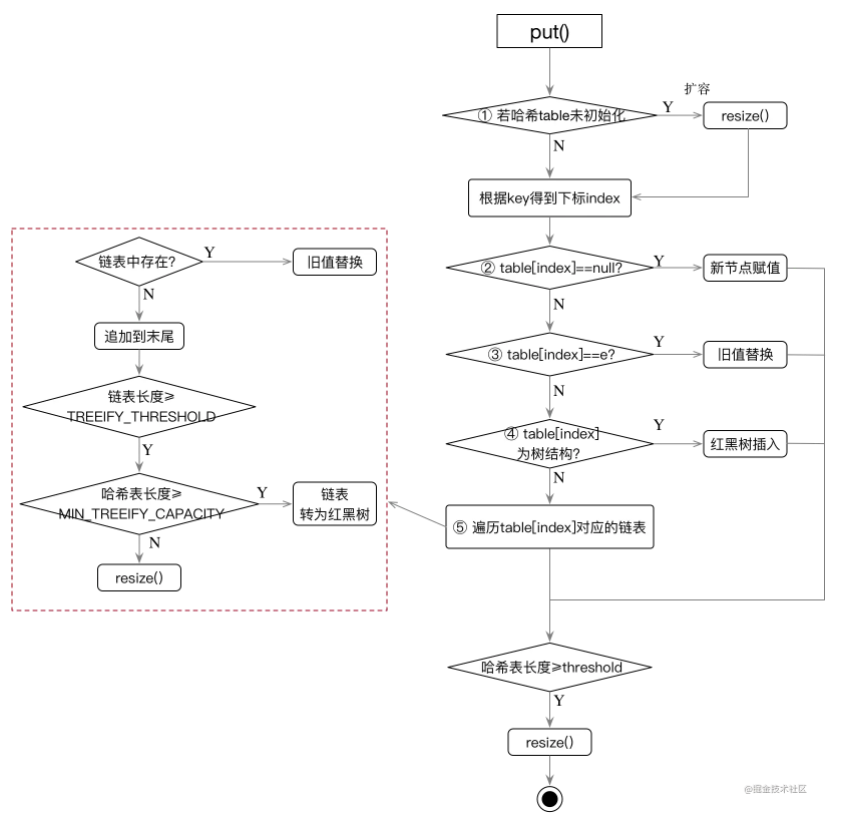 put()
① 若哈希table未初始化
Y
扩容
resize()
N
根据key得到下标index
② table[index]==null?
Y
新节点赋值
N
③ table[index]==e?
Y
旧值替换
N
④ table[index]
为树结构?
Y
红黑树插入
N
⑤ 遍历table[index]对应的链表
链表中存在?
Y
旧值替换
N
追加到末尾
链表长度≥
TREEIFY_THRESHOLD
Y
哈希表长度≥
MIN_TREEIFY_CAPACITY
Y
链表
转为红黑树
N
resize()
哈希表长度≥threshold
Y
resize()
@掘金技术社区